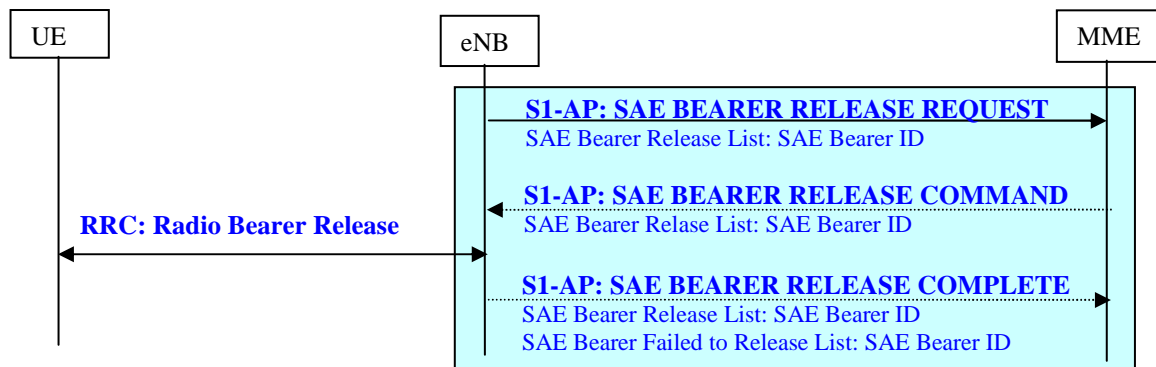 UE
eNB
MME
S1-AP: SAE BEARER RELEASE REQUEST
SAE Bearer Release List: SAE Bearer ID
S1-AP: SAE BEARER RELEASE COMMAND
SAE Bearer Relase List: SAE Bearer ID
RRC: Radio Bearer Release
S1-AP: SAE BEARER RELEASE COMPLETE
SAE Bearer Release List: SAE Bearer ID
SAE Bearer Failed to Release List: SAE Bearer ID